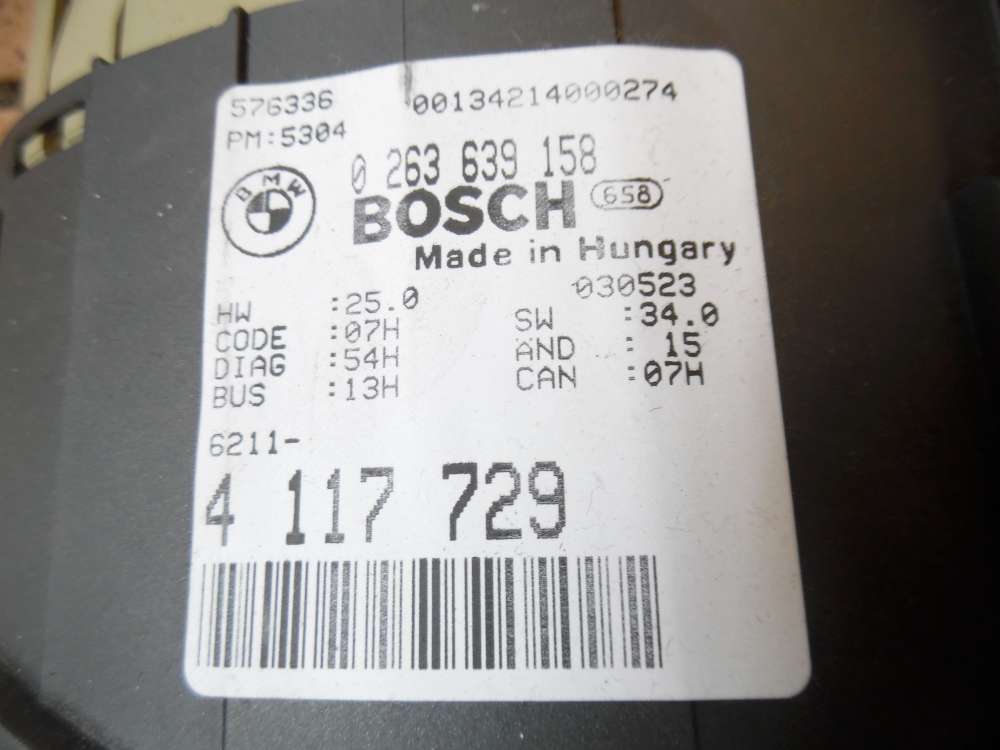 576336 00134214000274
PM:5304
0 263 639 158
BMW
BOSCH 658
Made in Hungary
030523
HW :25.0 SW :34.0
CODE :07H AND : 15
DIAG :54H CAN :07H
BUS :13H
6211-
4 117 729